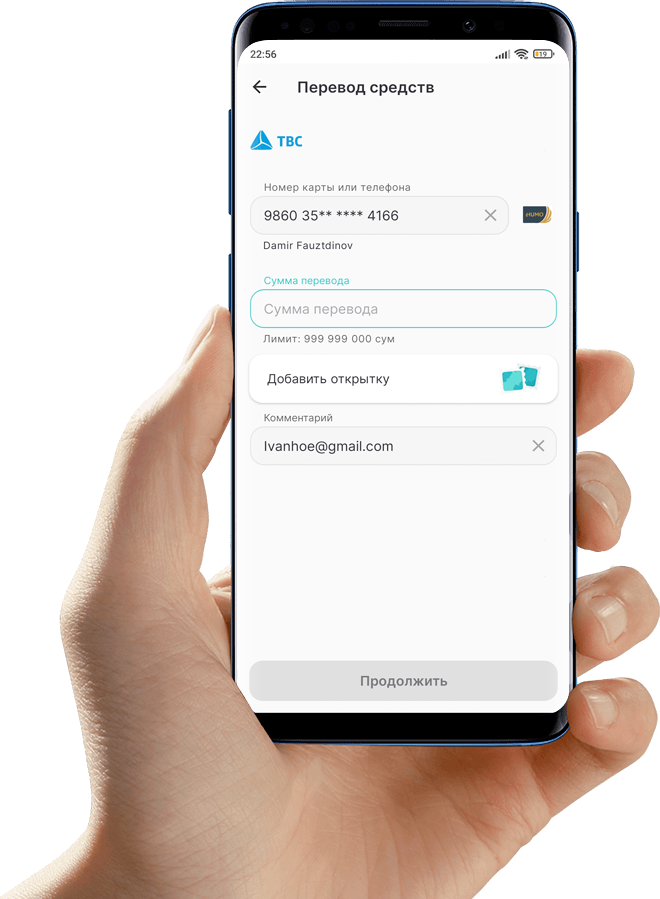 22:56
19
Перевод средств
TBC
Номер карты или телефона
9860 35** **** 4166
HUMO
Damir Fauztdinov
Сумма перевода
Сумма перевода
Лимит: 999 999 000 сум
Добавить открытку
Комментарий
Ivanhoe@gmail.com
Продолжить